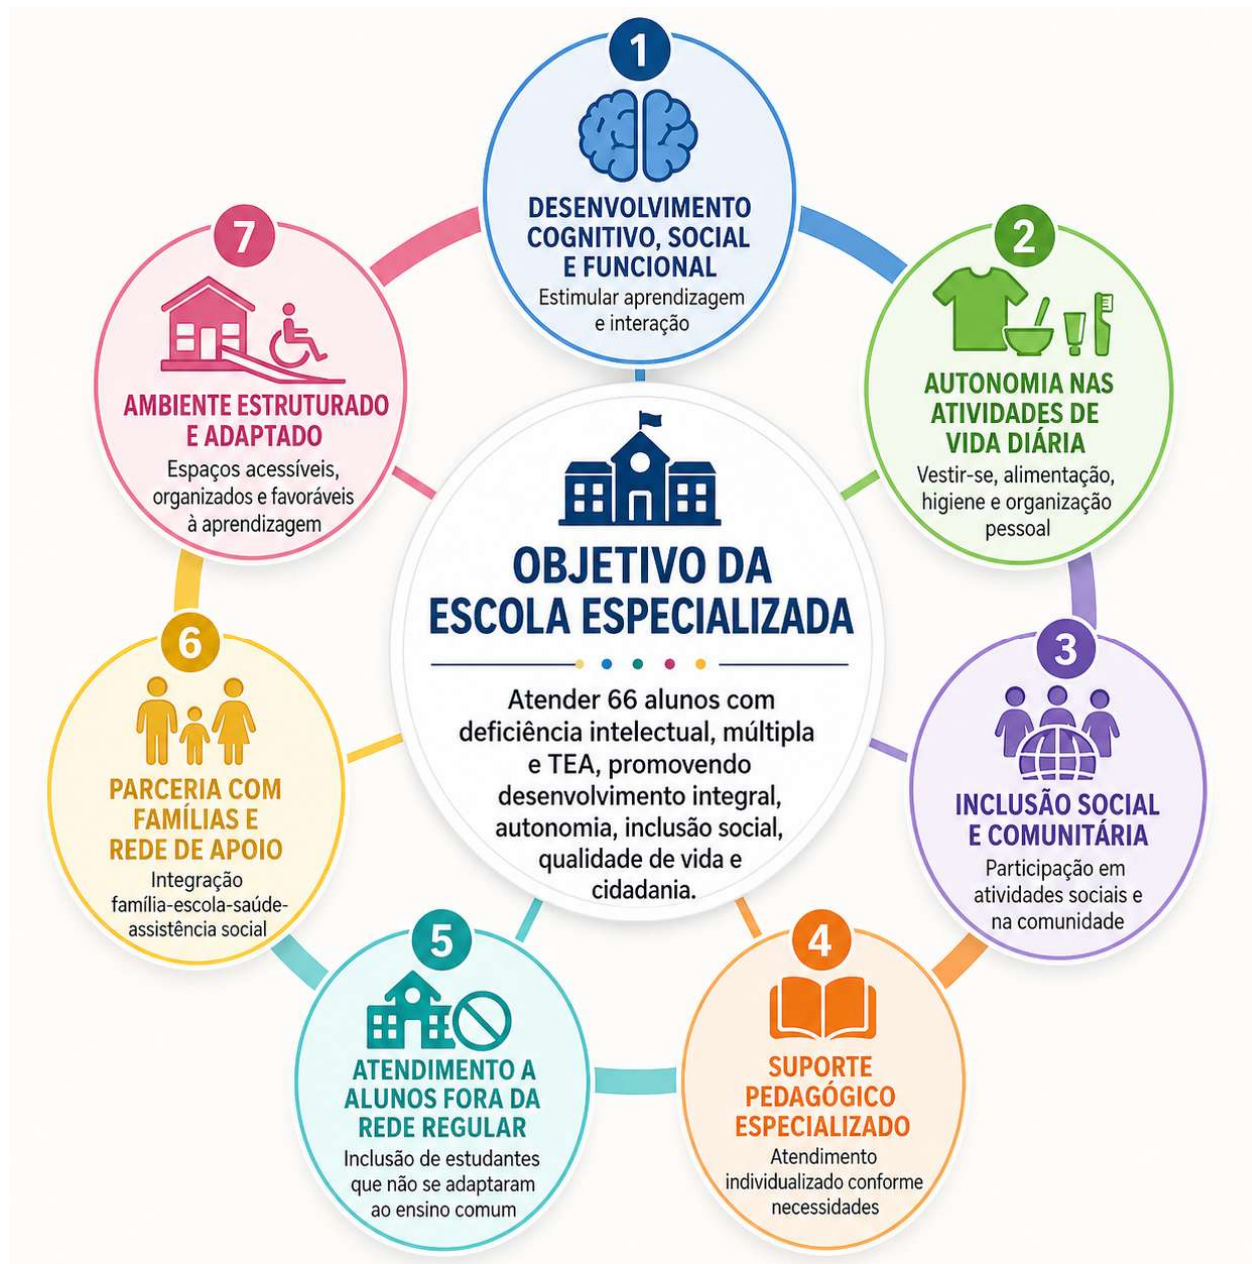 1
DESENVOLVIMENTO
COGNITIVO, SOCIAL
E FUNCIONAL
Estimular aprendizagem
e interação
2
AUTONOMIA NAS
ATIVIDADES DE
VIDA DIÁRIA
Vestir-se, alimentação,
higiene e organização
pessoal
3
INCLUSÃO SOCIAL
E COMUNITÁRIA
Participação em
atividades sociais e
na comunidade
4
SUPORTE
PEDAGÓGICO
ESPECIALIZADO
Atendimento
individualizado conforme
necessidades
5
ATENDIMENTO A
ALUNOS FORA DA
REDE REGULAR
Inclusão de estudantes
que não se adaptaram
ao ensino comum
6
PARCERIA COM
FAMÍLIAS E
REDE DE APOIO
Integração
família-escola-saúde-
assistência social
7
AMBIENTE ESTRUTURADO
E ADAPTADO
Espaços acessíveis,
organizados e favoráveis
à aprendizagem
OBJETIVO DA
ESCOLA ESPECIALIZADA
Atender 66 alunos com
deficiência intelectual, múltipla
e TEA, promovendo
desenvolvimento integral,
autonomia, inclusão social,
qualidade de vida e
cidadania.